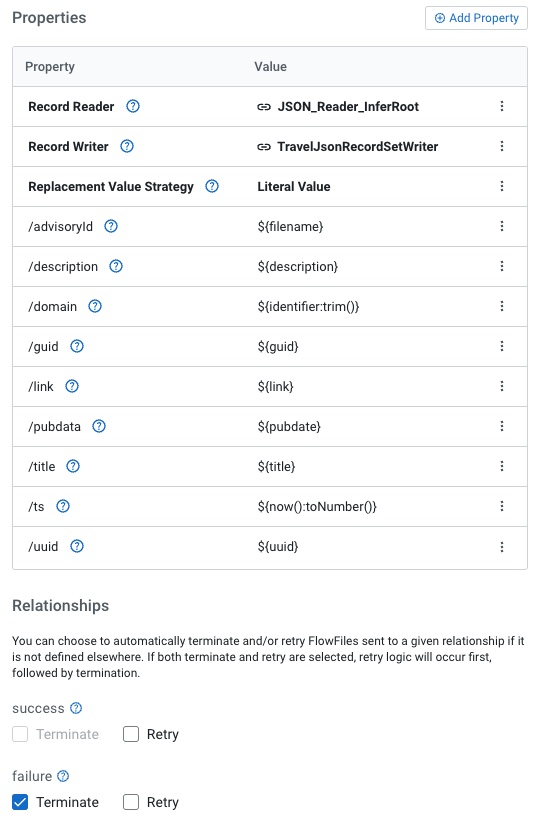 Properties
Add Property
Property Value
Record Reader JSON_Reader_InferRoot
Record Writer TravelJsonRecordSetWriter
Replacement Value Strategy Literal Value
/advisoryId ${filename}
/description ${description}
/domain ${identifier:trim()}
/guid ${guid}
/link ${link}
/pubdata ${pubdate}
/title ${title}
/ts ${now():toNumber()}
/uuid ${uuid}
Relationships
You can choose to automatically terminate and/or retry FlowFiles sent to a given relationship if it
is not defined elsewhere. If both terminate and retry are selected, retry logic will occur first,
followed by termination.
success
Terminate Retry
failure
Terminate Retry